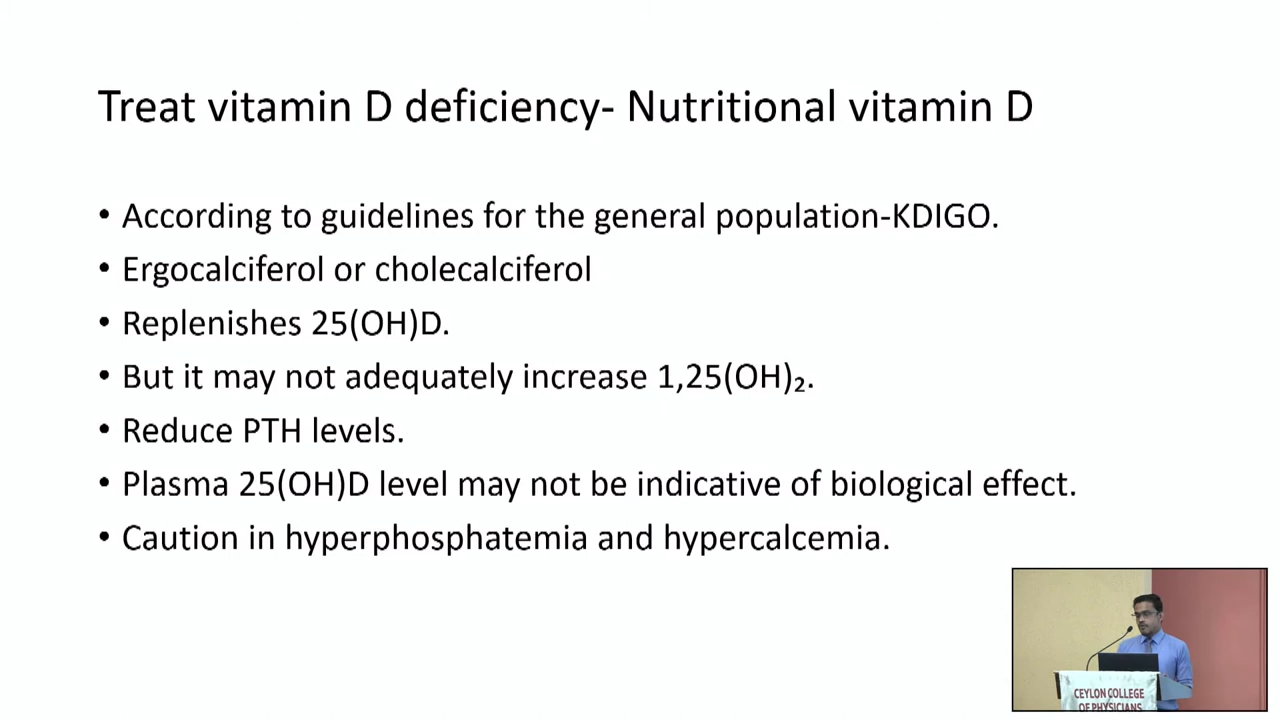 Treat vitamin D deficiency- Nutritional vitamin D
• According to guidelines for the general population-KDIGO.
• Ergocalciferol or cholecalciferol
• Replenishes 25(OH)D.
• But it may not adequately increase 1,25(OH)₂.
• Reduce PTH levels.
• Plasma 25(OH)D level may not be indicative of biological effect.
• Caution in hyperphosphatemia and hypercalcemia.
CEYLON COLLEGE
OF PHYSICIANS